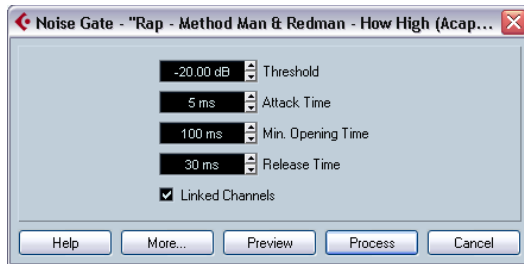 Noise Gate - "Rap - Method Man & Redman - How High (Acap...
-20.00 dB Threshold
5 ms Attack Time
100 ms Min. Opening Time
30 ms Release Time
Linked Channels
Help More... Preview Process Cancel